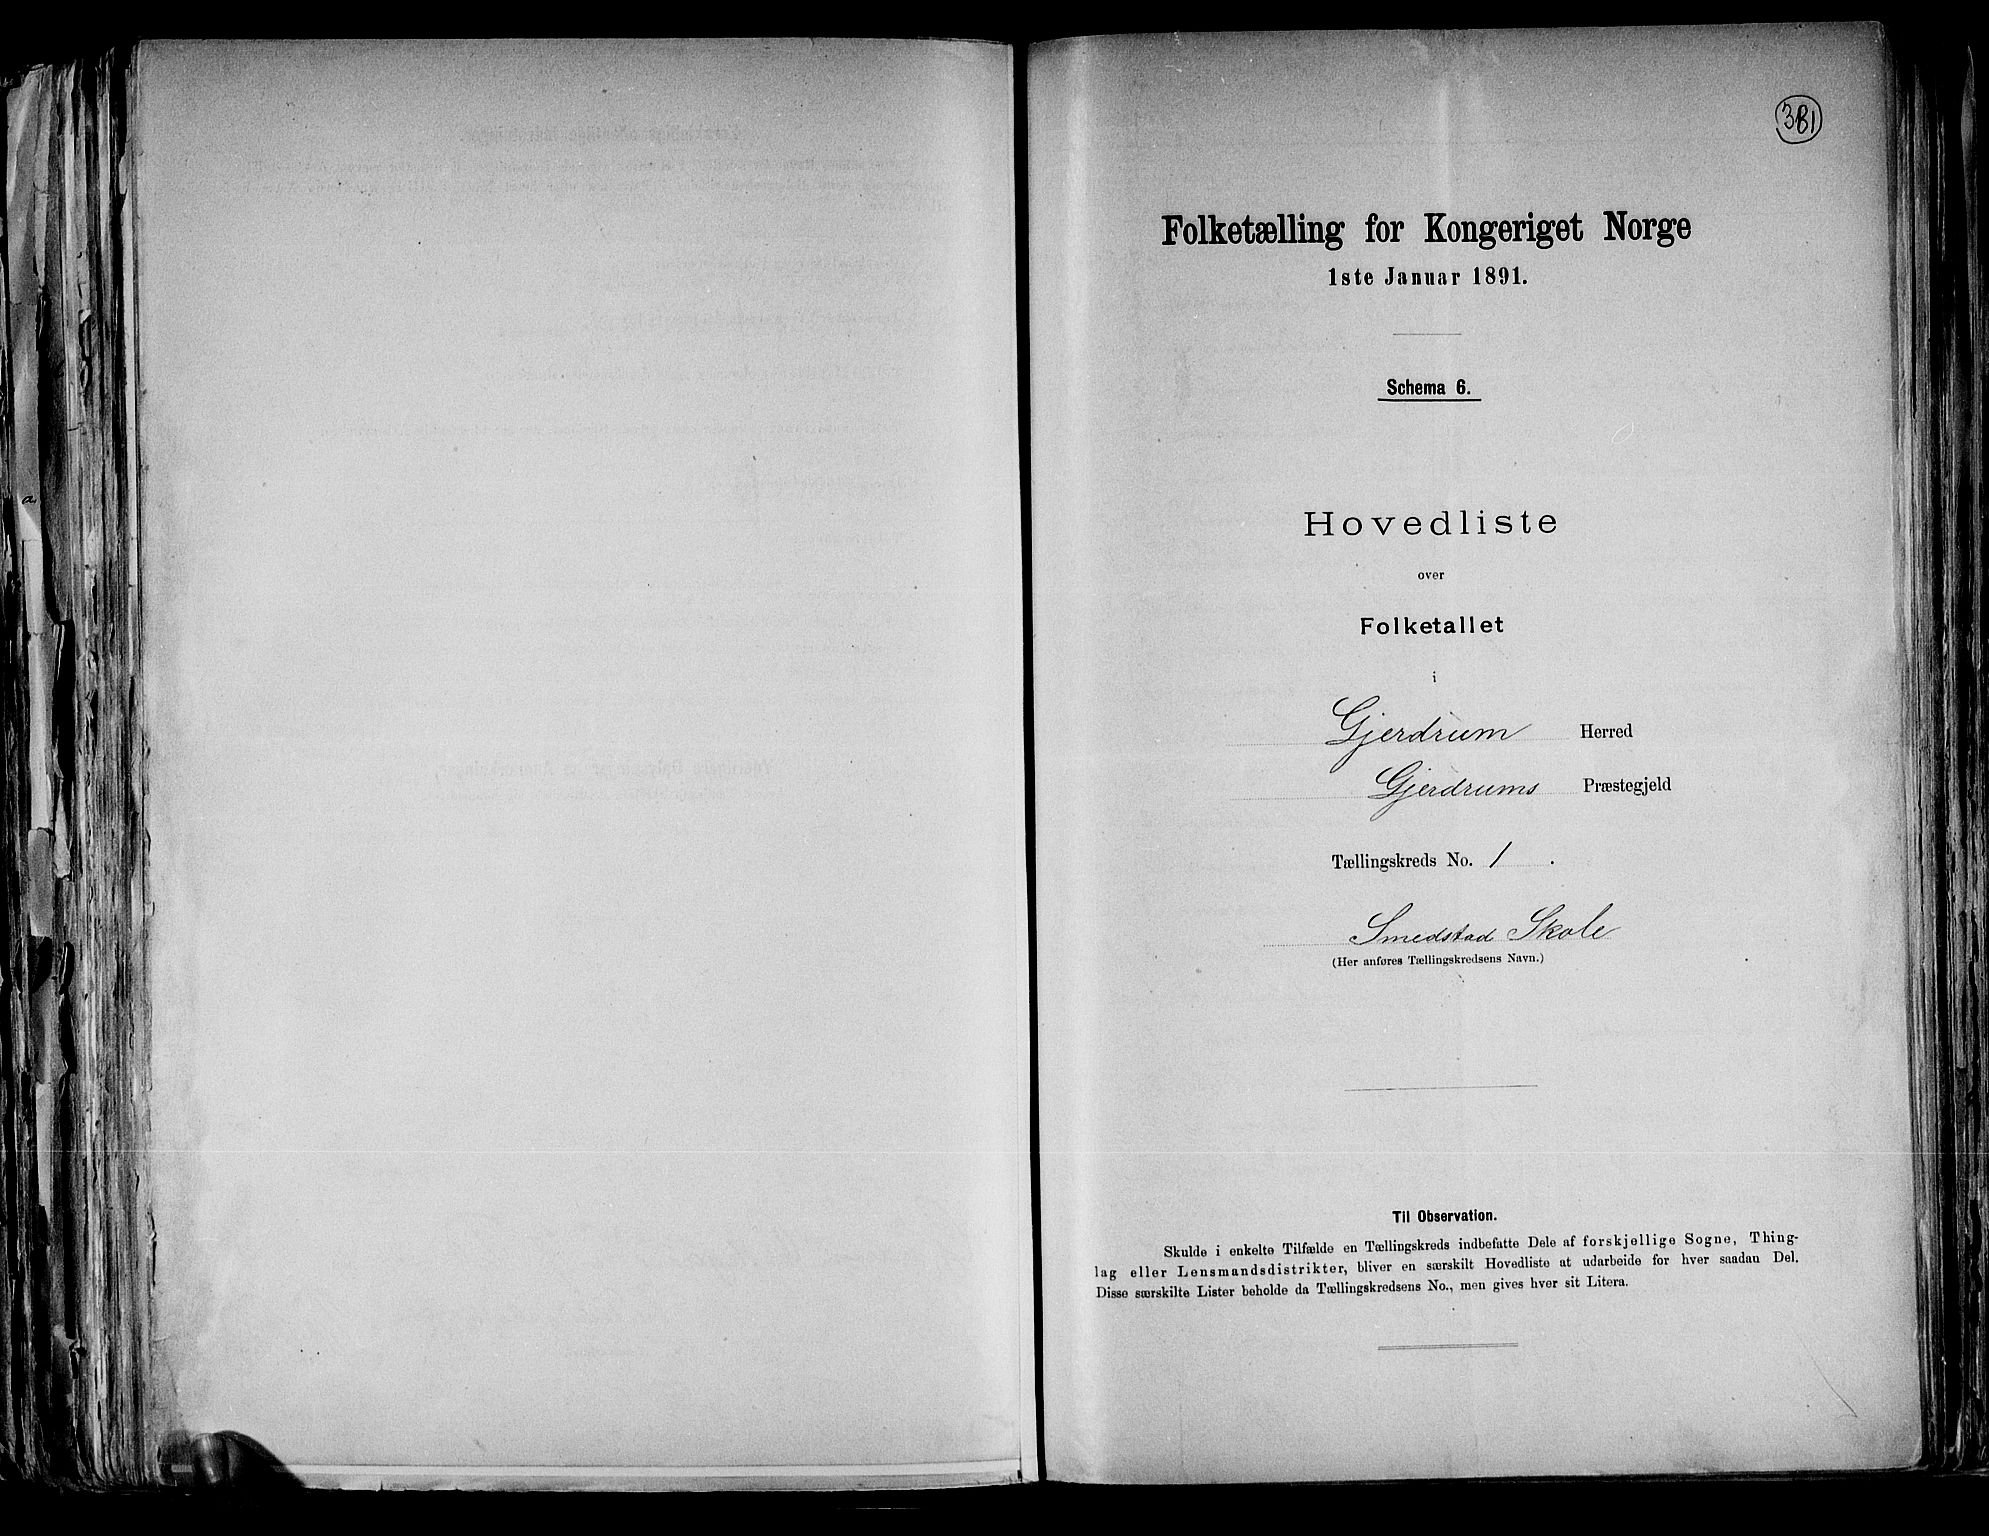 381
Folketælling for Kongeriget Norge
1ste Januar 1891.
Schema 6.
Hovedliste
over
Folketallet
i
Gjerdrum Herred
Gjerdrums Præstegjeld
Tællingskreds No. 1.
Smedstad Skole
(Her anføres Tællingskredsens Navn.)
Til Observation.
Skulde i enkelte Tilfælde en Tællingskreds indbefatte Dele af forskjellige Sogne, Thing-
lag eller Lensmandsdistrikter, bliver en særskilt Hovedliste at udarbeide for hver saadan Del.
Disse særskilte Lister beholde da Tællingskredsens No., men gives hver sit Litera.